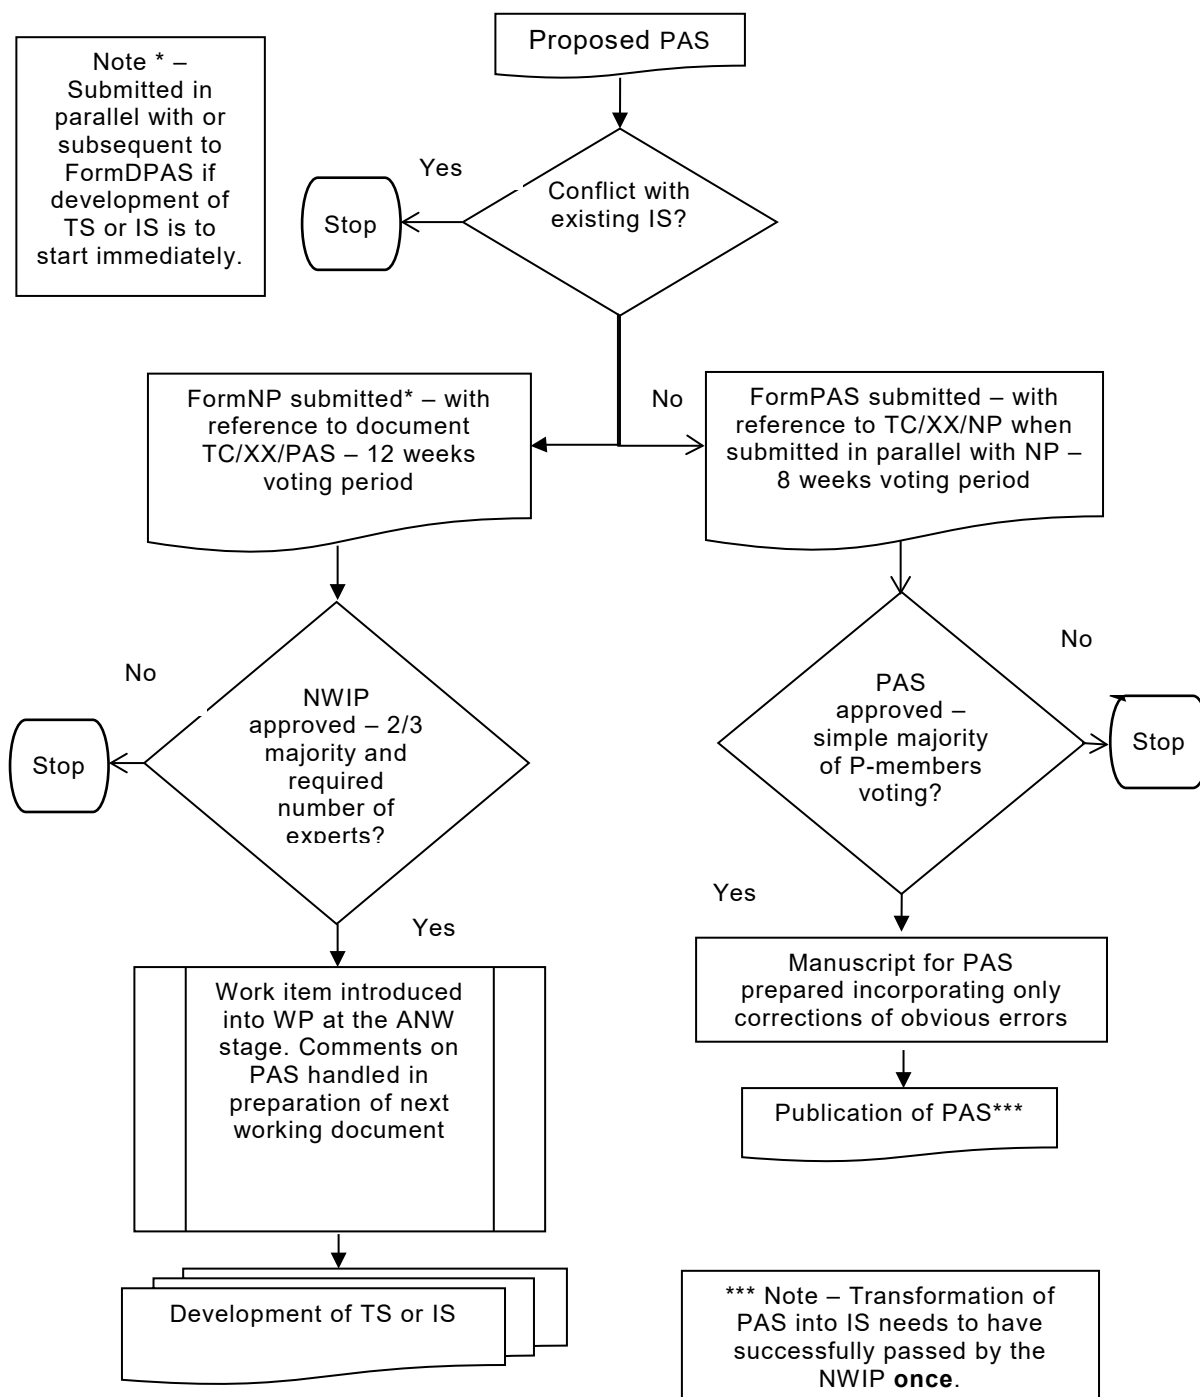 Proposed PAS
Note * –
Submitted in
parallel with or
subsequent to
FormDPAS if
development of
TS or IS is to
start immediately.
Yes
Conflict with
existing IS?
Stop
FormNP submitted* – with
reference to document
TC/XX/PAS – 12 weeks
voting period
No
FormPAS submitted – with
reference to TC/XX/NP when
submitted in parallel with NP –
8 weeks voting period
No
NWIP
approved – 2/3
majority and
required
number of
experts?
Stop
No
PAS
approved –
simple majority
of P-members
voting?
Stop
Yes
Yes
Work item introduced
into WP at the ANW
stage. Comments on
PAS handled in
preparation of next
working document
Manuscript for PAS
prepared incorporating only
corrections of obvious errors
Publication of PAS***
Development of TS or IS
*** Note – Transformation of
PAS into IS needs to have
successfully passed by the
NWIP once.